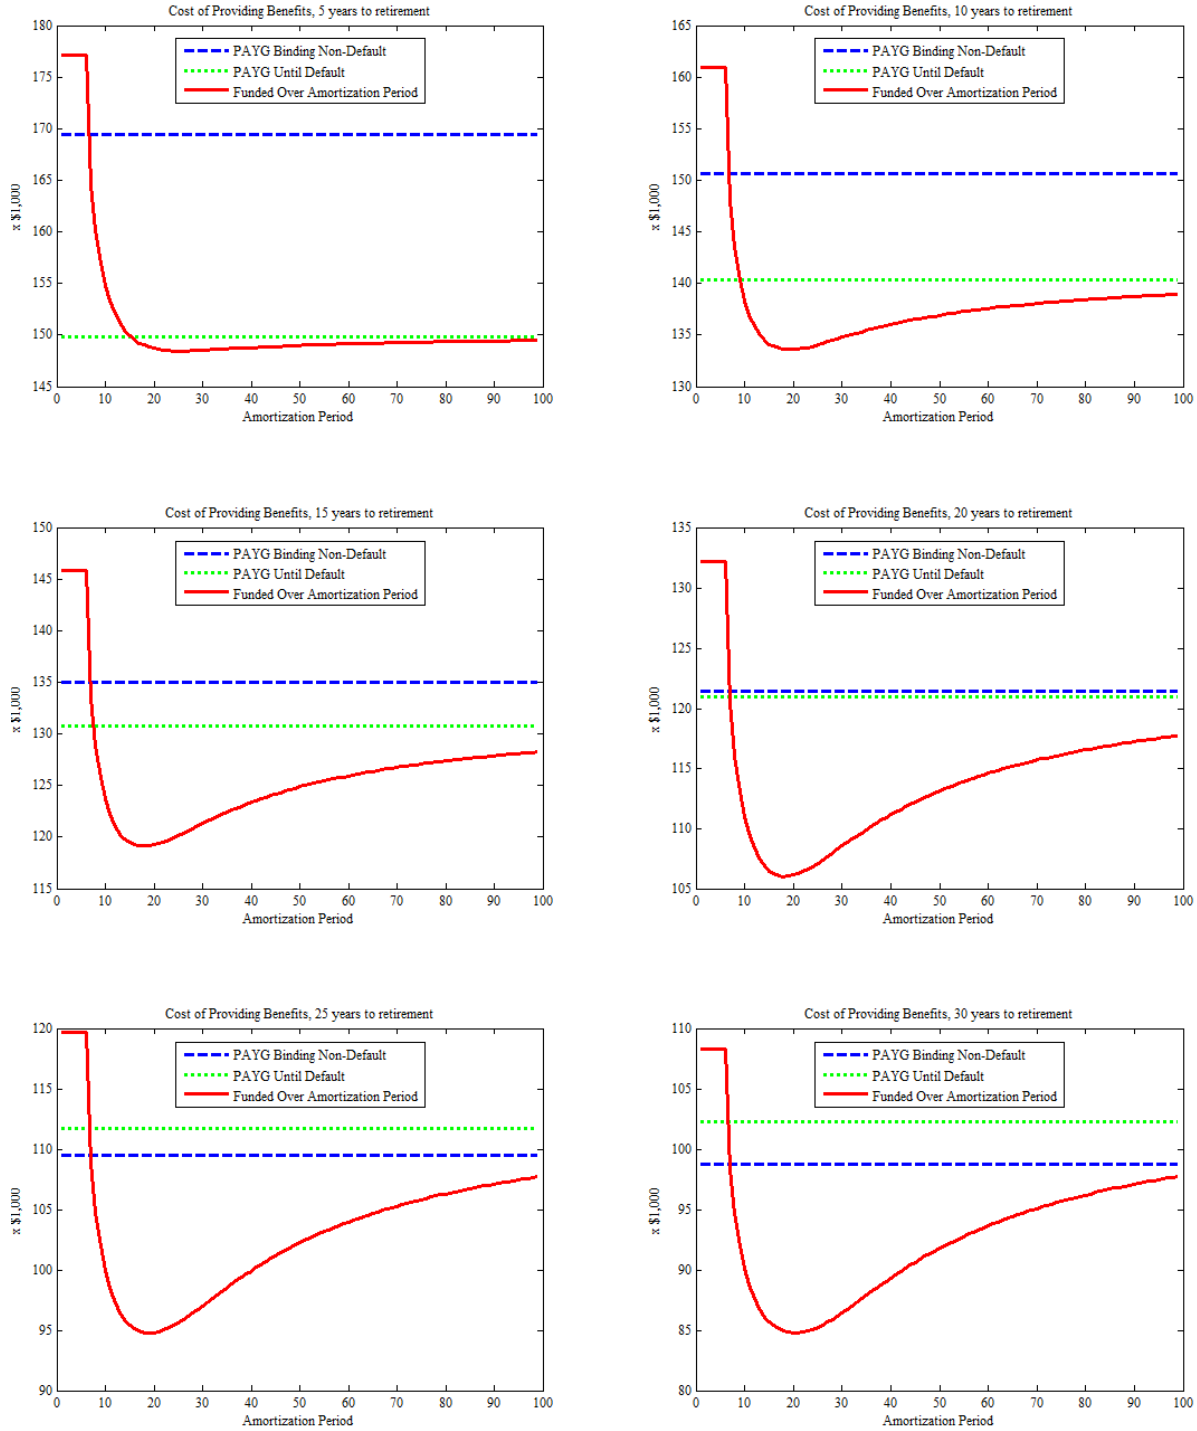 Cost of Providing Benefits, 5 years to retirement
180
175
170
165
160
155
150
145
x $1,000
PAYG Binding Non-Default
PAYG Until Default
Funded Over Amortization Period
0 10 20 30 40 50 60 70 80 90 100
Amortization Period
Cost of Providing Benefits, 10 years to retirement
165
160
155
150
145
140
135
130
x $1,000
PAYG Binding Non-Default
PAYG Until Default
Funded Over Amortization Period
0 10 20 30 40 50 60 70 80 90 100
Amortization Period
Cost of Providing Benefits, 15 years to retirement
150
145
140
135
130
125
120
115
x $1,000
PAYG Binding Non-Default
PAYG Until Default
Funded Over Amortization Period
0 10 20 30 40 50 60 70 80 90 100
Amortization Period
Cost of Providing Benefits, 20 years to retirement
135
130
125
120
115
110
105
x $1,000
PAYG Binding Non-Default
PAYG Until Default
Funded Over Amortization Period
0 10 20 30 40 50 60 70 80 90 100
Amortization Period
Cost of Providing Benefits, 25 years to retirement
120
115
110
105
100
95
90
x $1,000
PAYG Binding Non-Default
PAYG Until Default
Funded Over Amortization Period
0 10 20 30 40 50 60 70 80 90 100
Amortization Period
Cost of Providing Benefits, 30 years to retirement
110
105
100
95
90
85
80
x $1,000
PAYG Binding Non-Default
PAYG Until Default
Funded Over Amortization Period
0 10 20 30 40 50 60 70 80 90 100
Amortization Period